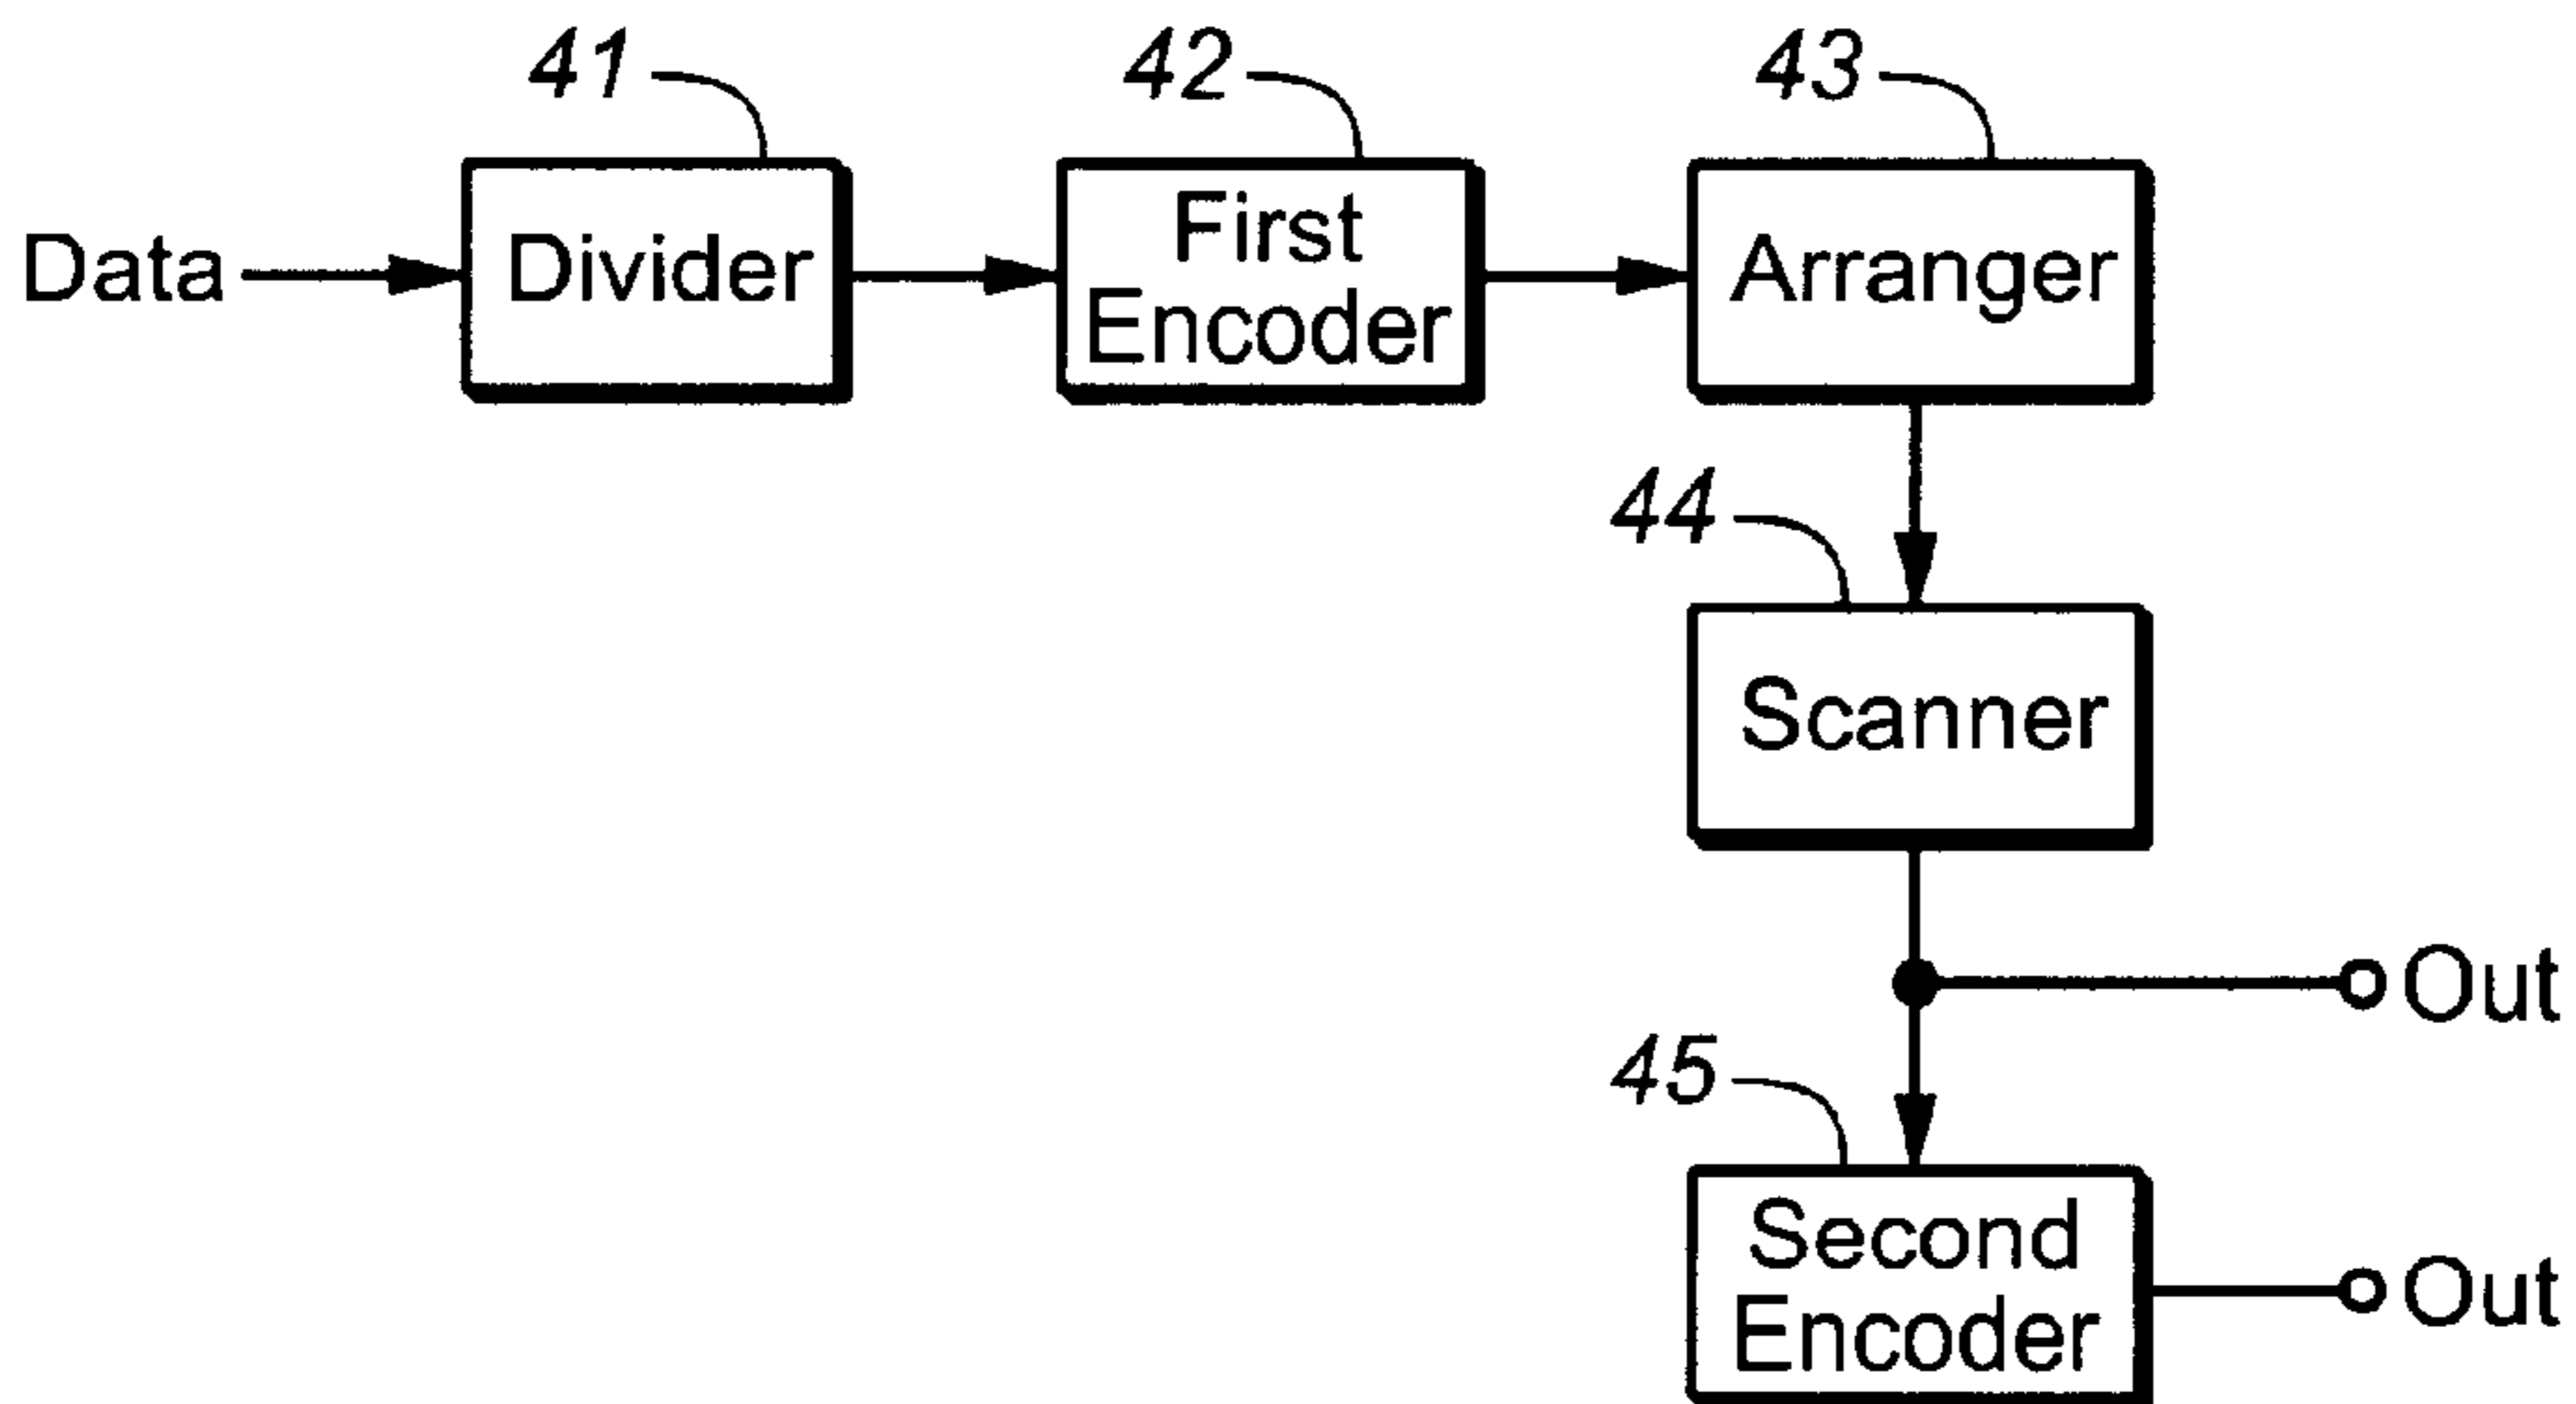 41
42
43
Data
Divider
First
Encoder
Arranger
44
Scanner
Out
45
Second
Encoder
Out